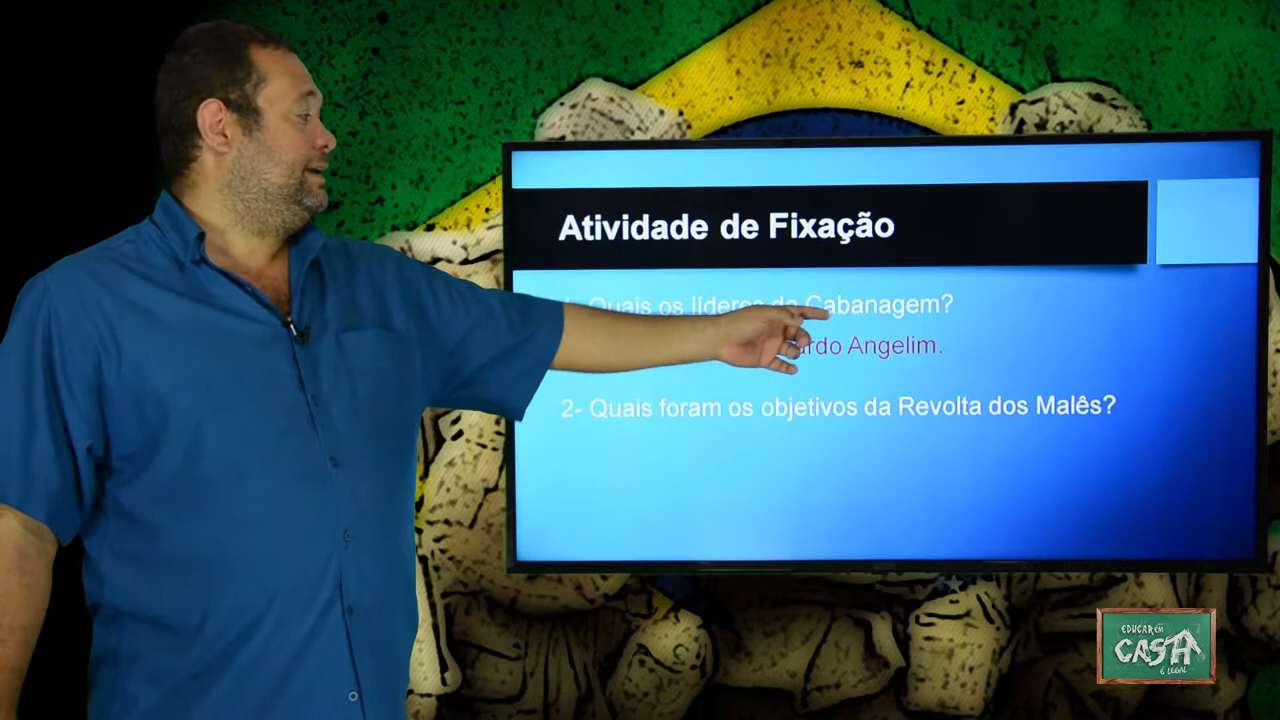 Atividade de Fixação
Quais os líderes da Cabanagem?
Angelim.
2- Quais foram os objetivos da Revolta dos Malês?
EDUCAR EM
CASA
É LEGAL